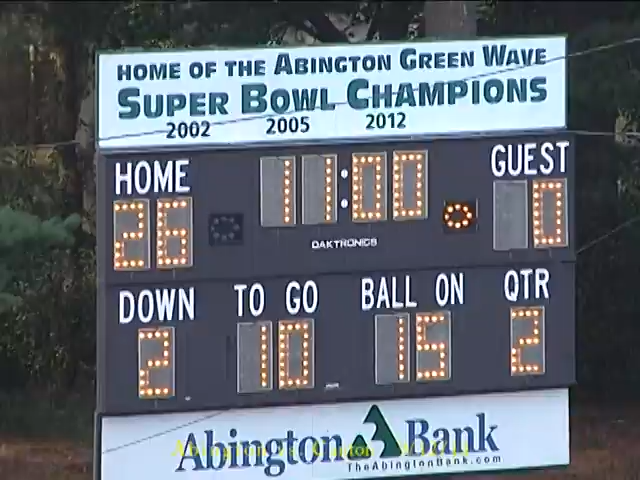 HOME OF THE ABINGTON GREEN WAVE
SUPER BOWL CHAMPIONS
2002 2005 2012
HOME 11:00 GUEST
26 0
DAKTRONICS
DOWN TO GO BALL ON QTR
2 10 15 2
Abington Bank
TheAbingtonBank.com
Abington